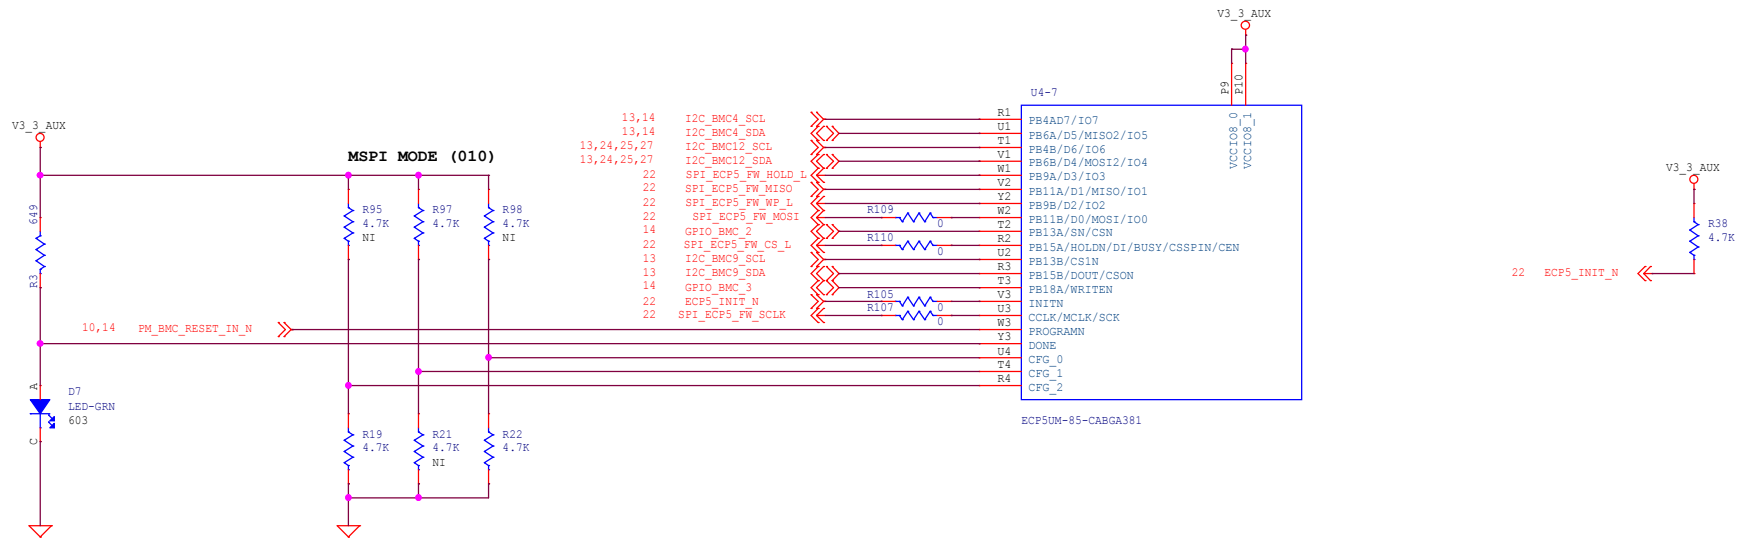 V3_3_AUX
U4-7
P9
P10
VCCIO8_0
VCCIO8_1
V3_3_AUX
MSPI MODE (010)
649
R3
R95
4.7K
NI
R97
4.7K
R98
4.7K
NI
13,14 I2C_BMC4_SCL R1 PB4AD7/IO7
13,14 I2C_BMC4_SDA U1 PB6A/D5/MISO2/IO5
13,24,25,27 I2C_BMC12_SCL T1 PB4B/D6/IO6
13,24,25,27 I2C_BMC12_SDA V1 PB6B/D4/MOSI2/IO4
22 SPI_ECP5_FW_HOLD_L W1 PB9A/D3/IO3
22 SPI_ECP5_FW_MISO V2 PB11A/D1/MISO/IO1
22 SPI_ECP5_FW_WP_L Y2 PB9B/D2/IO2
22 SPI_ECP5_FW_MOSI R109 0 W2 PB11B/D0/MOSI/IO0
14 GPIO_BMC_2 T2 PB13A/SN/CSN
22 SPI_ECP5_FW_CS_L R110 0 R2 PB15A/HOLDN/DI/BUSY/CSSPIN/CEN
13 I2C_BMC9_SCL U2 PB13B/CS1N
13 I2C_BMC9_SDA R3 PB15B/DOUT/CSON
14 GPIO_BMC_3 T3 PB18A/WRITEN
22 ECP5_INIT_N R105 0 V3 INITN
22 SPI_ECP5_FW_SCLK R107 0 U3 CCLK/MCLK/SCK
10,14 PM_BMC_RESET_IN_N W3 PROGRAMN
Y3 DONE
U4 CFG_0
T4 CFG_1
R4 CFG_2
ECP5UM-85-CABGA381
A
D7
LED-GRN
603
C
R19
4.7K
R21
4.7K
NI
R22
4.7K
V3_3_AUX
R38
4.7K
22 ECP5_INIT_N